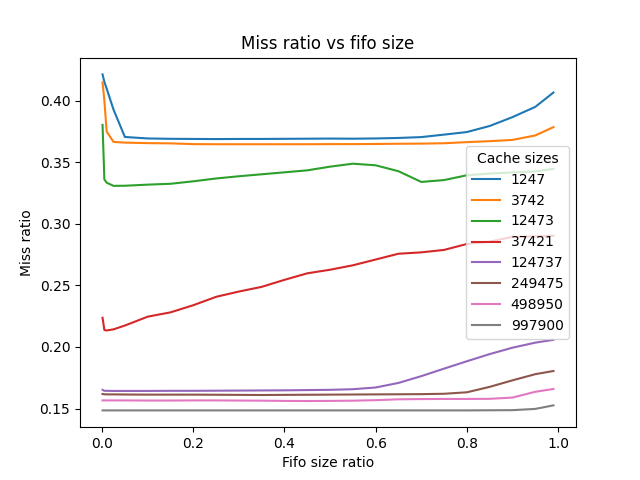 Miss ratio vs fifo size
Miss ratio
0.40
0.35
0.30
0.25
0.20
0.15
Cache sizes
1247
3742
12473
37421
124737
249475
498950
997900
0.0 0.2 0.4 0.6 0.8 1.0
Fifo size ratio